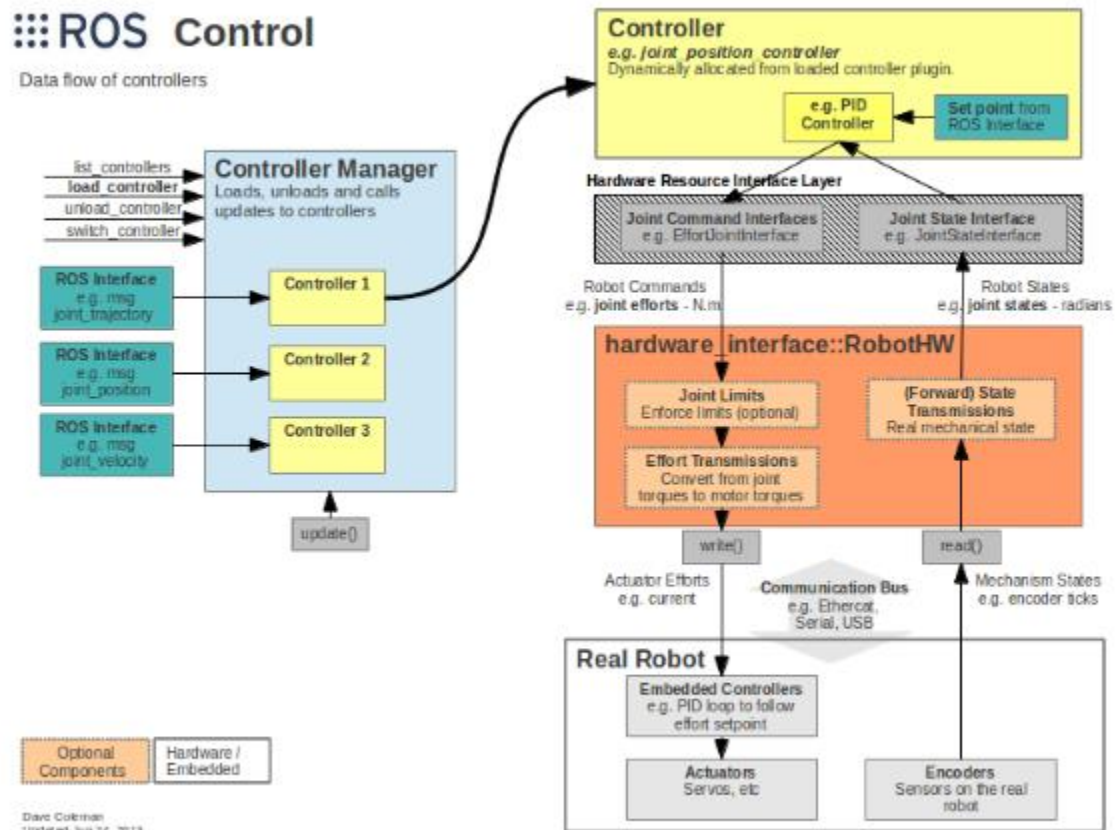 ROS Control
Data flow of controllers
list_controllers
load_controller
unload_controller
switch_controller
Controller Manager
Loads, unloads and calls
updates to controllers
ROS Interface
e.g. msg
joint_trajectory
Controller 1
ROS Interface
e.g. msg
joint_position
Controller 2
ROS Interface
e.g. msg
joint_velocity
Controller 3
update()
Controller
e.g. joint_position_controller
Dynamically allocated from loaded controller plugin.
e.g. PID
Controller
Set point from
ROS Interface
Hardware Resource Interface Layer
Joint Command Interfaces
e.g. EffortJointInterface
Joint State Interface
e.g. JointStateInterface
Robot Commands
e.g. joint efforts - N.m
Robot States
e.g. joint states - radians
hardware_interface::RobotHW
Joint Limits
Enforce limits (optional)
Effort Transmissions
Convert from joint
torques to motor torques
(Forward) State
Transmissions
Real mechanical state
write()
read()
Actuator Efforts
e.g. current
Communication Bus
e.g. Ethercat,
Serial, USB
Mechanism States
e.g. encoder ticks
Real Robot
Embedded Controllers
e.g. PID loop to follow
effort setpoint
Actuators
Servos, etc
Encoders
Sensors on the real
robot
Optional
Components
Hardware /
Embedded
Dave Coleman
Updated Jun 24, 2013